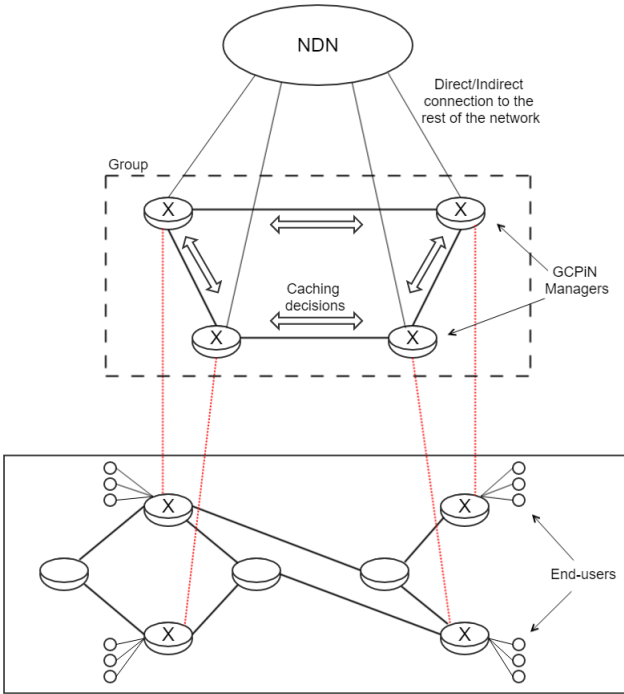 NDN
Direct/Indirect
connection to the
rest of the network
Group
X
X
GCPiN
Managers
Caching
decisions
X
X
X
X
End-users
X
X